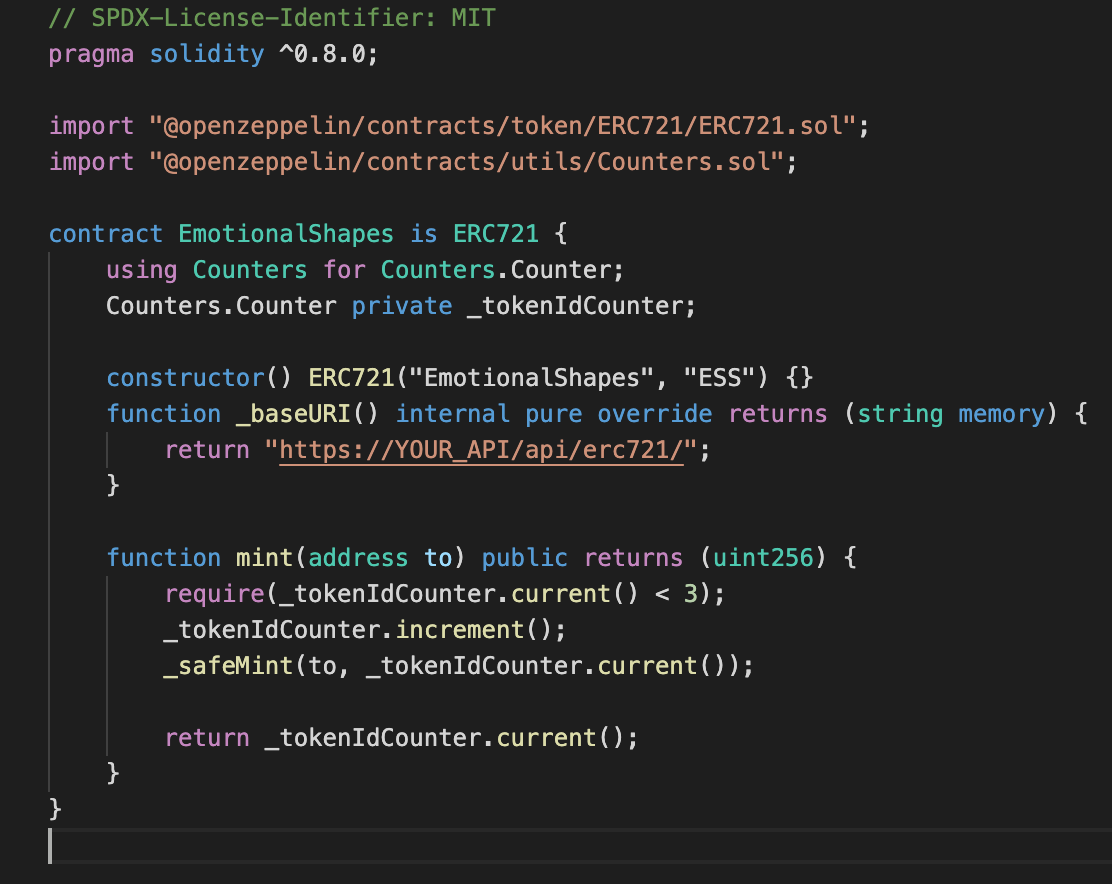 // SPDX-License-Identifier: MIT
pragma solidity ^0.8.0;

import "@openzeppelin/contracts/token/ERC721/ERC721.sol";
import "@openzeppelin/contracts/utils/Counters.sol";

contract EmotionalShapes is ERC721 {
    using Counters for Counters.Counter;
    Counters.Counter private _tokenIdCounter;

    constructor() ERC721("EmotionalShapes", "ESS") {}
    function _baseURI() internal pure override returns (string memory) {
        return "https://YOUR_API/api/erc721/";
    }

    function mint(address to) public returns (uint256) {
        require(_tokenIdCounter.current() < 3);
        _tokenIdCounter.increment();
        _safeMint(to, _tokenIdCounter.current());

        return _tokenIdCounter.current();
    }
}